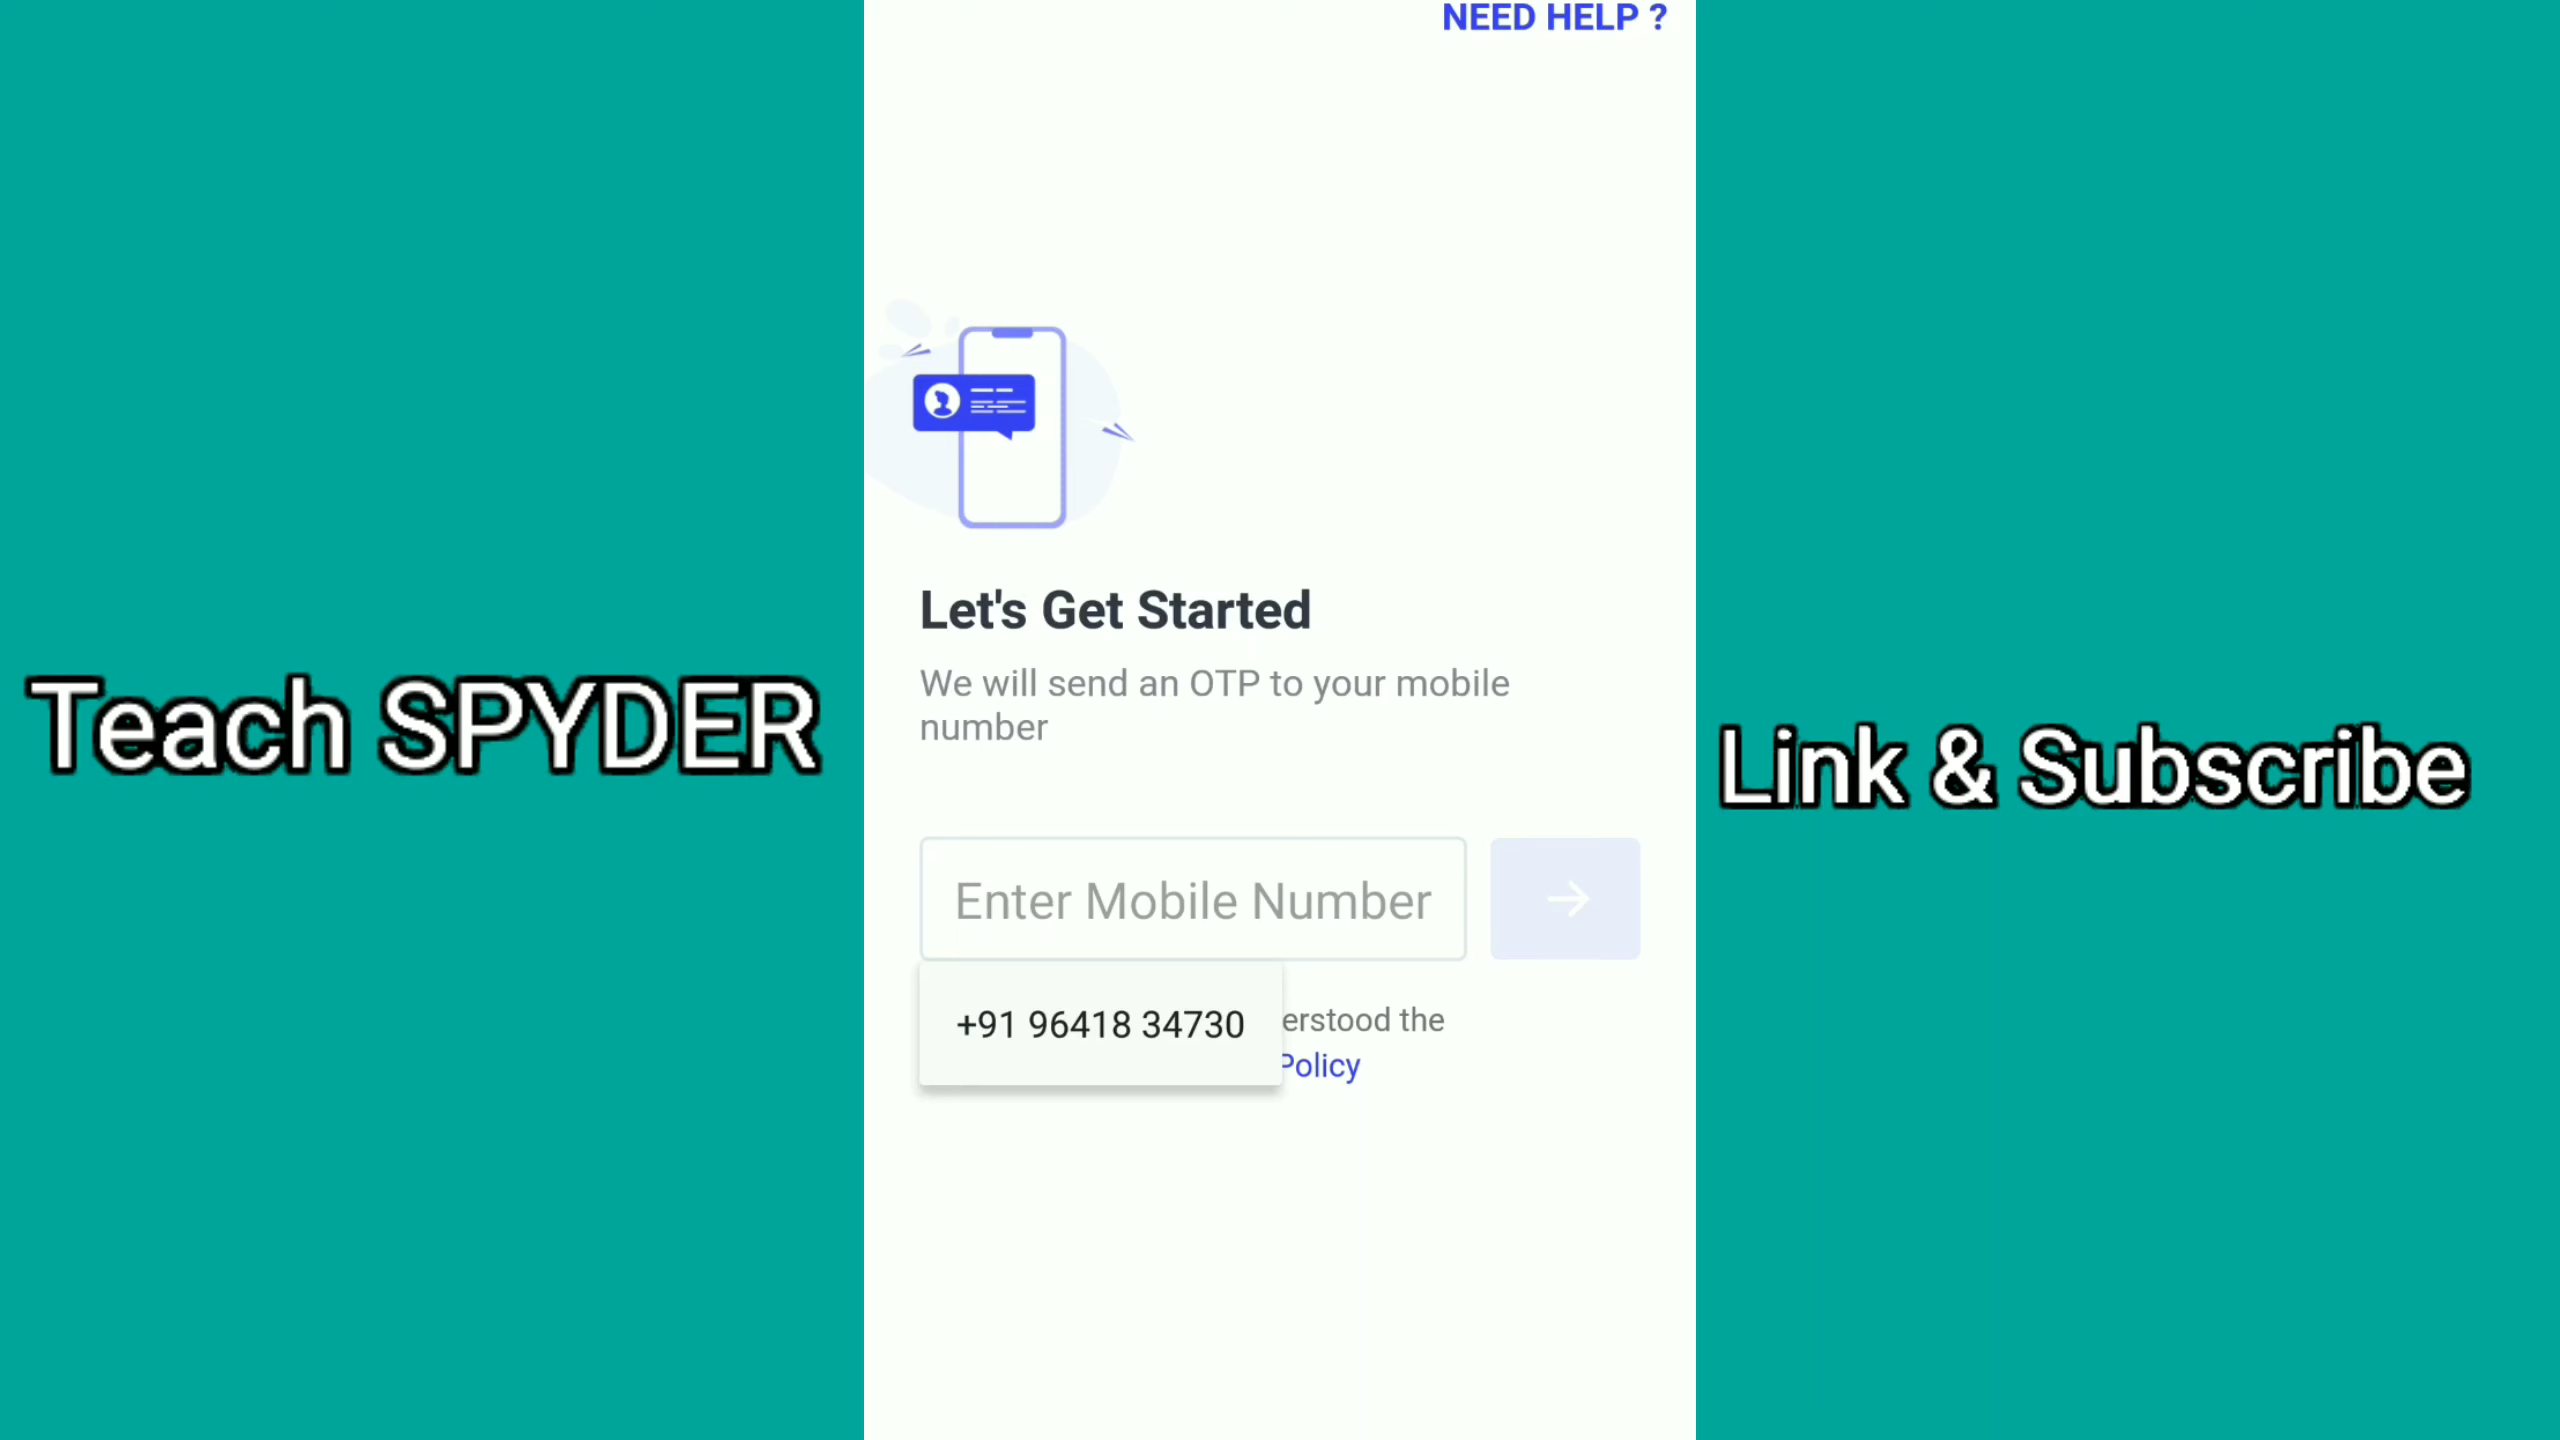 NEED HELP ?
Let's Get Started
We will send an OTP to your mobile
number
Teach SPYDER
Link & Subscribe
Enter Mobile Number
+91 96418 34730
erstood the
Policy